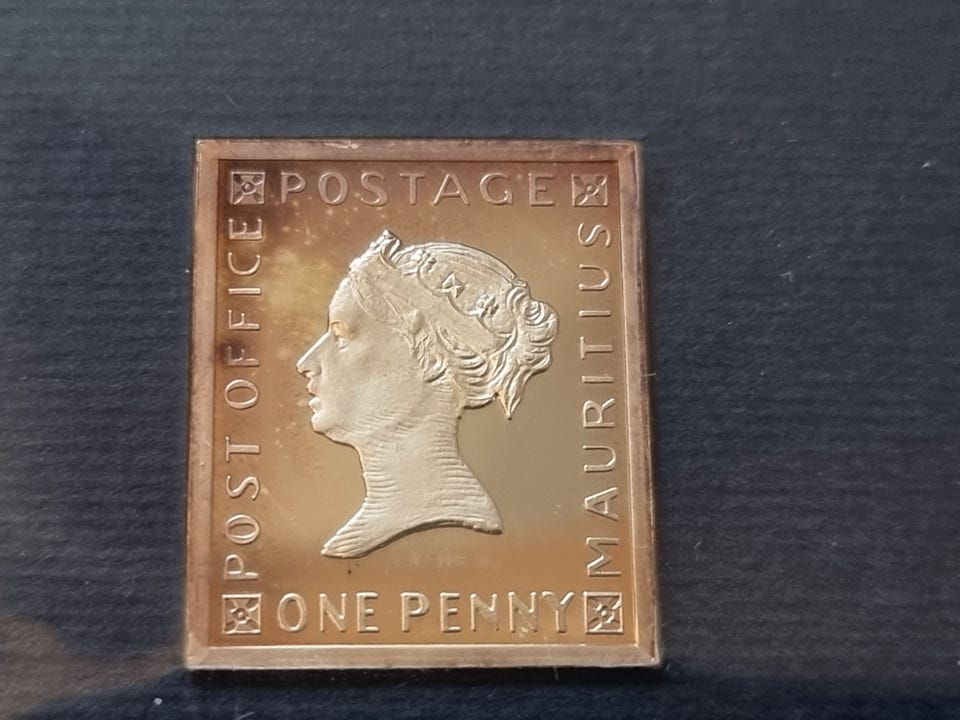 POSTAGE
POST OFFICE
MAURITIUS
ONE PENNY